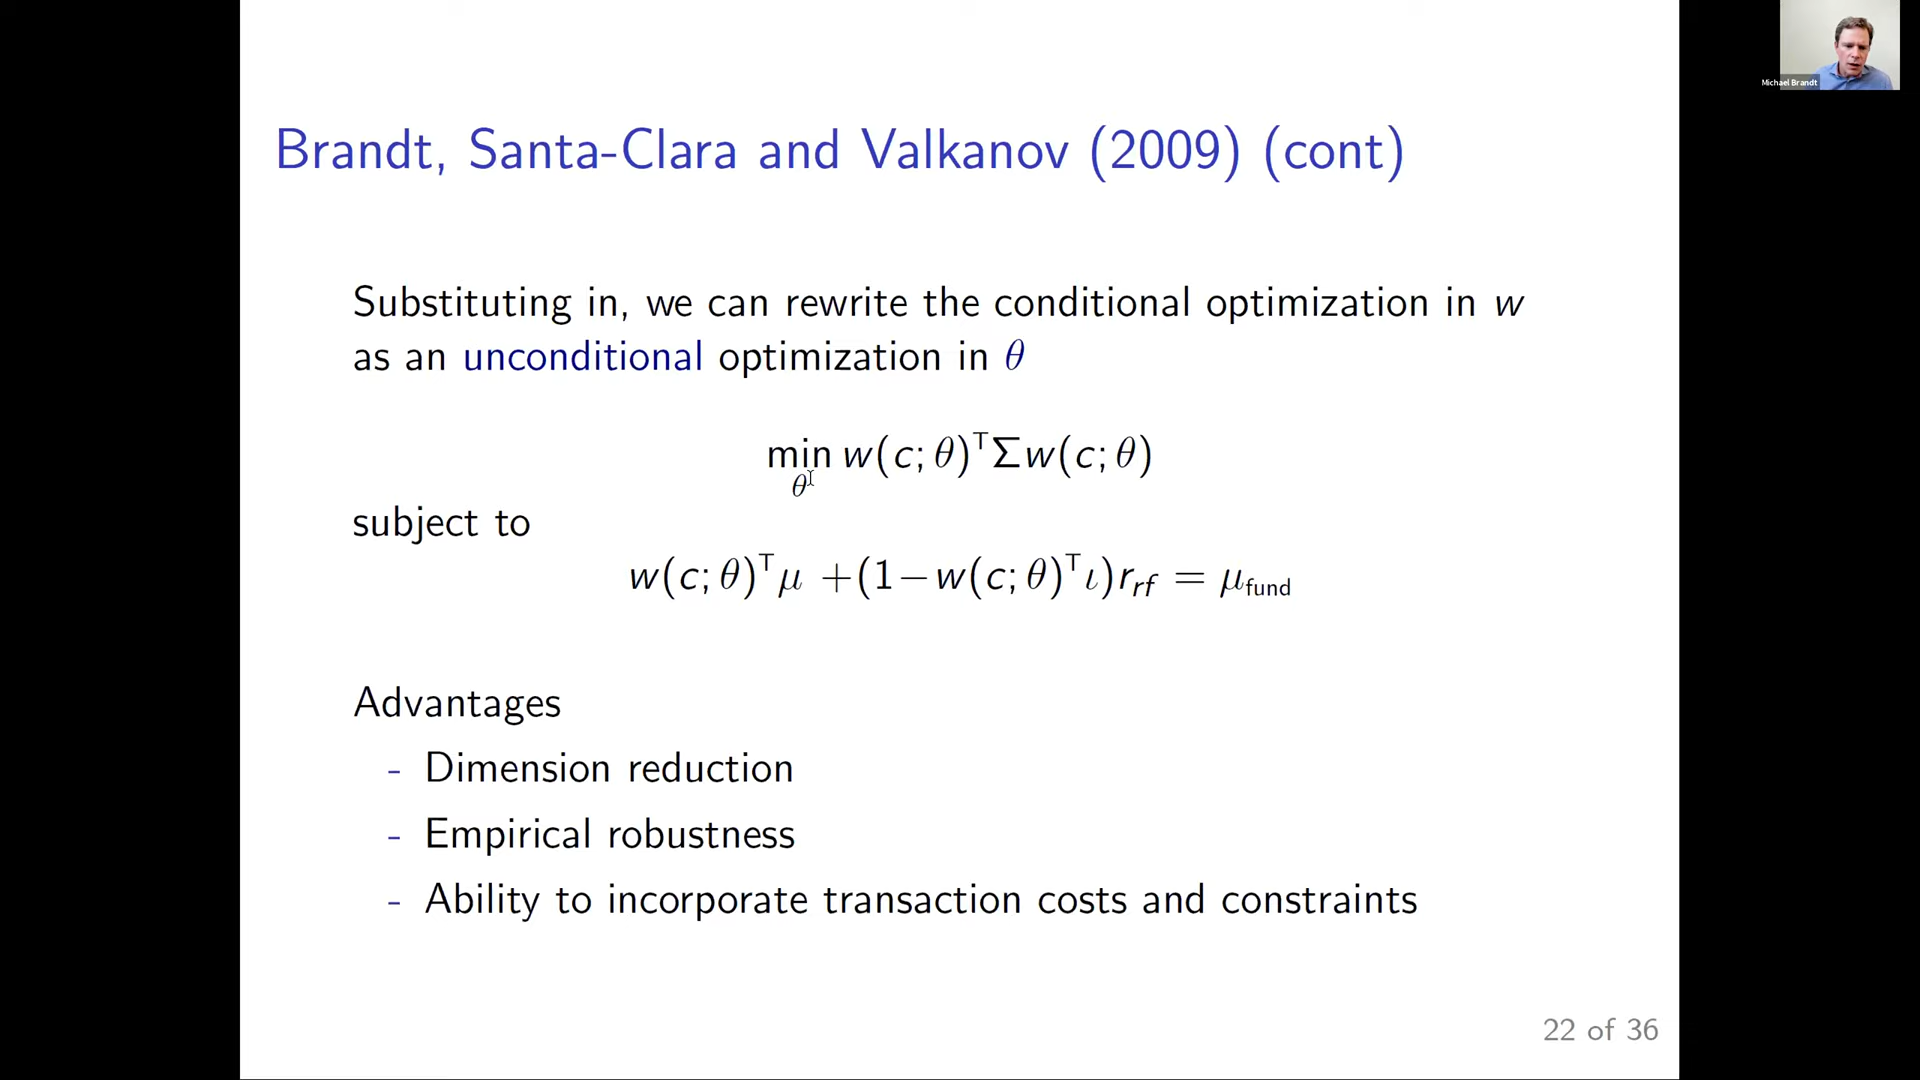 Michael Brandt
Brandt, Santa-Clara and Valkanov (2009) (cont)
Substituting in, we can rewrite the conditional optimization in w
as an unconditional optimization in θ
min w(c; θ)ᵀΣw(c; θ)
θ
subject to
w(c; θ)ᵀμ +(1−w(c; θ)ᵀι)r_rf = μ_fund
Advantages
- Dimension reduction
- Empirical robustness
- Ability to incorporate transaction costs and constraints
22 of 36